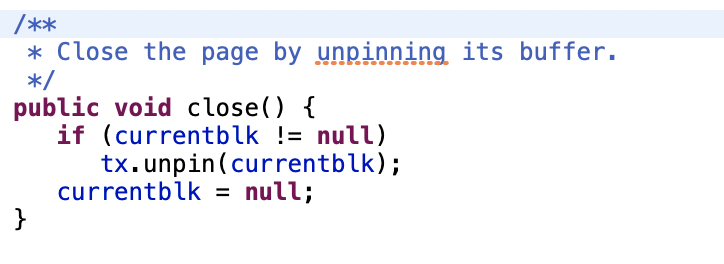 /**
 * Close the page by unpinning its buffer.
 */
public void close() {
   if (currentblk != null)
      tx.unpin(currentblk);
   currentblk = null;
}